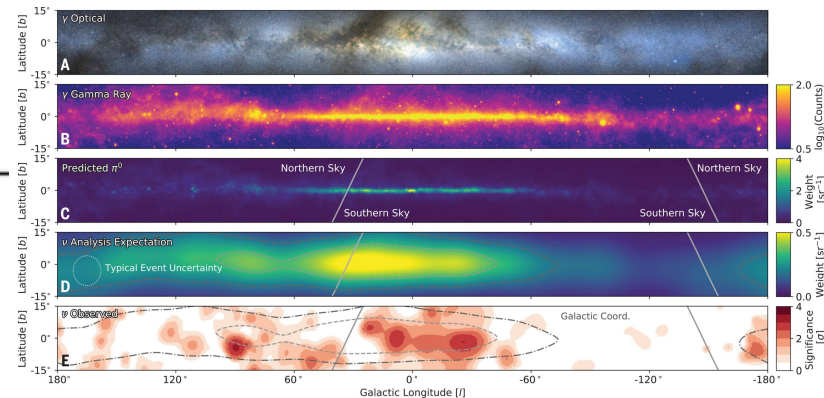 15°
γ Optical
Latitude [b]
0°
-15°
A
15°
γ Gamma Ray
Latitude [b]
0°
-15°
B
2.0
0.5
log10(Counts)
15°
Predicted π⁰
Northern Sky
Northern Sky
Latitude [b]
0°
-15°
C
Southern Sky
Southern Sky
4
2
0
Weight [sr⁻¹]
15°
ν Analysis Expectation
Latitude [b]
0°
Typical Event Uncertainty
-15°
D
0.5
0.0
Weight [sr⁻¹]
15°
ν Observed
Galactic Coord.
Latitude [b]
0°
-15°
E
4
2
0
Significance [σ]
180° 120° 60° 0° -60° -120° -180°
Galactic Longitude [l]